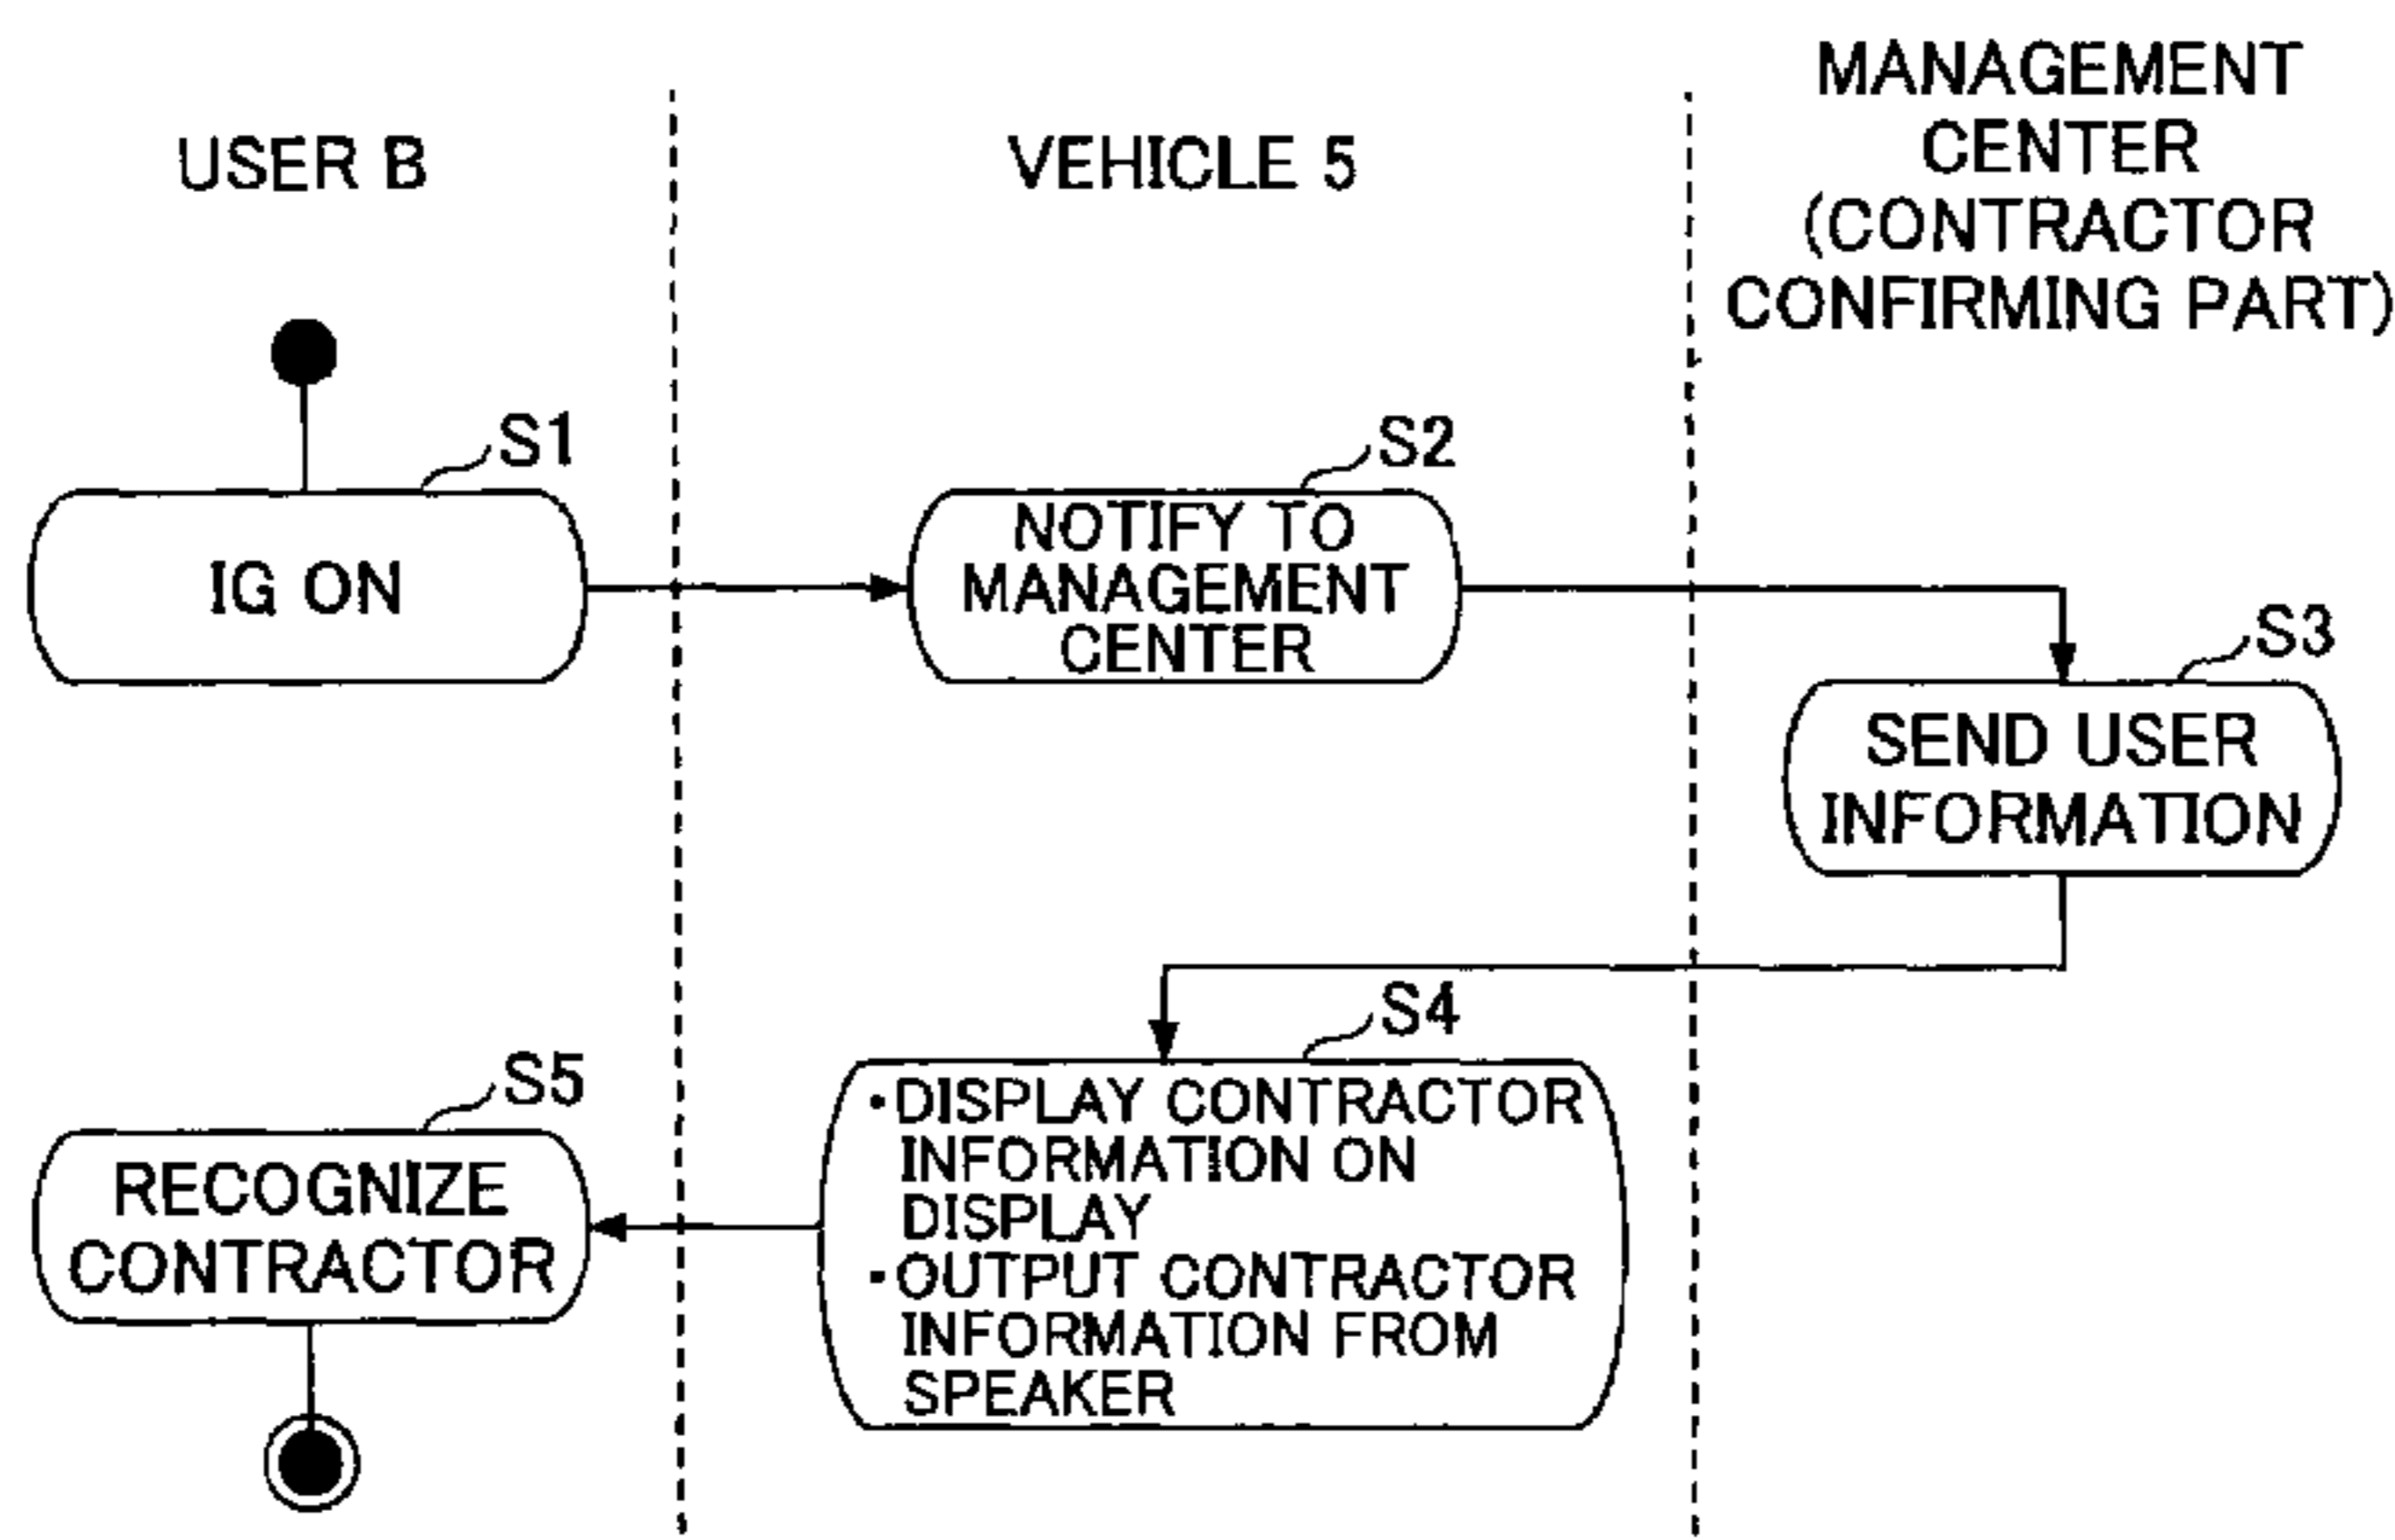 USER B
VEHICLE 5
MANAGEMENT
CENTER
(CONTRACTOR
CONFIRMING PART)
S1
IG ON
S2
NOTIFY TO
MANAGEMENT
CENTER
S3
SEND USER
INFORMATION
S4
・DISPLAY CONTRACTOR
INFORMATION ON
DISPLAY
・OUTPUT CONTRACTOR
INFORMATION FROM
SPEAKER
S5
RECOGNIZE
CONTRACTOR